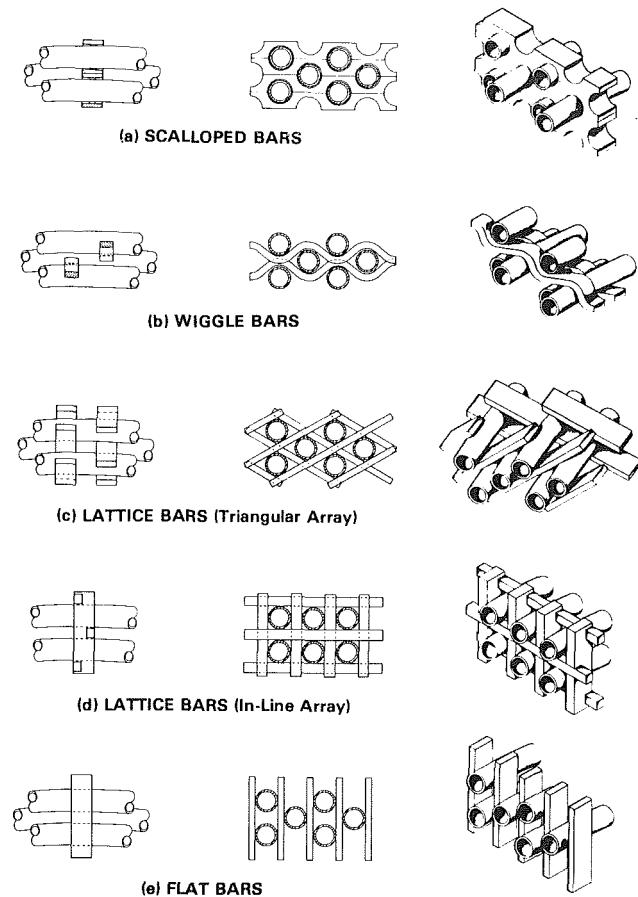 (a) SCALLOPED BARS
(b) WIGGLE BARS
(c) LATTICE BARS (Triangular Array)
(d) LATTICE BARS (In-Line Array)
(e) FLAT BARS